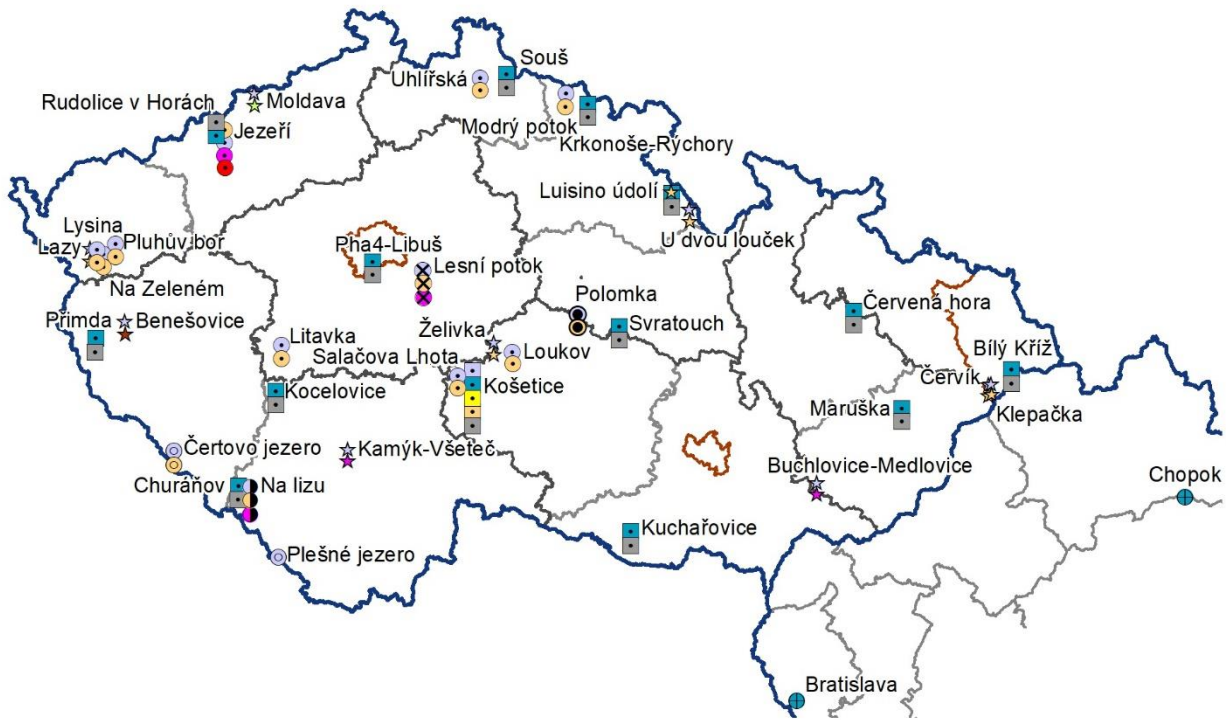 Souš
Uhlířská
Rudolice v Horách
Moldava
Jezeří
Modrý potok
Krkonoše-Rýchory
Luisino údolí
U dvou louček
Lysina
Lazy
Pluhův bor
Na Zeleném
Pha4-Libuš
Lesní potok
Polomka
Přimda
Benešovice
Litavka
Želivka
Svratouch
Červená hora
Salačova Lhota
Loukov
Bílý Kříž
Kocelovice
Košetice
Červík
Maruška
Klepačka
Čertovo jezero
Kamýk-Všeteč
Buchlovice-Medlovice
Churáňov
Na lizu
Chopok
Kuchařovice
Plešné jezero
Bratislava